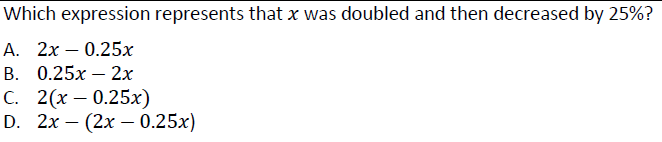 Which expression represents that x was doubled and then decreased by 25%?
A. 2x – 0.25x
B. 0.25x – 2x
C. 2(x – 0.25x)
D. 2x – (2x – 0.25x)